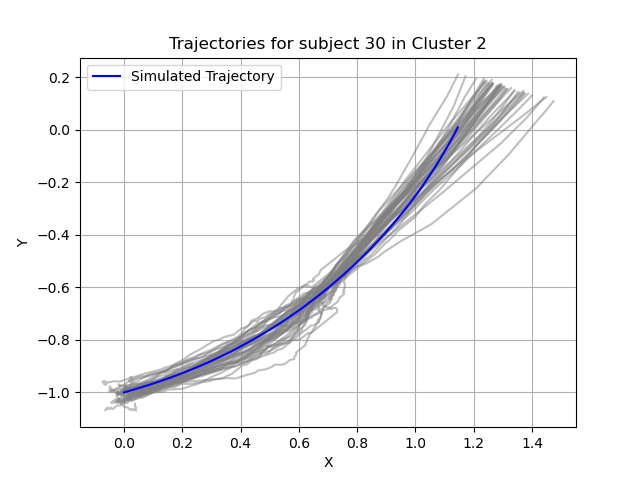 Trajectories for subject 30 in Cluster 2
Simulated Trajectory
0.2
0.0
−0.2
−0.4
−0.6
−0.8
−1.0
Y
0.0 0.2 0.4 0.6 0.8 1.0 1.2 1.4
X